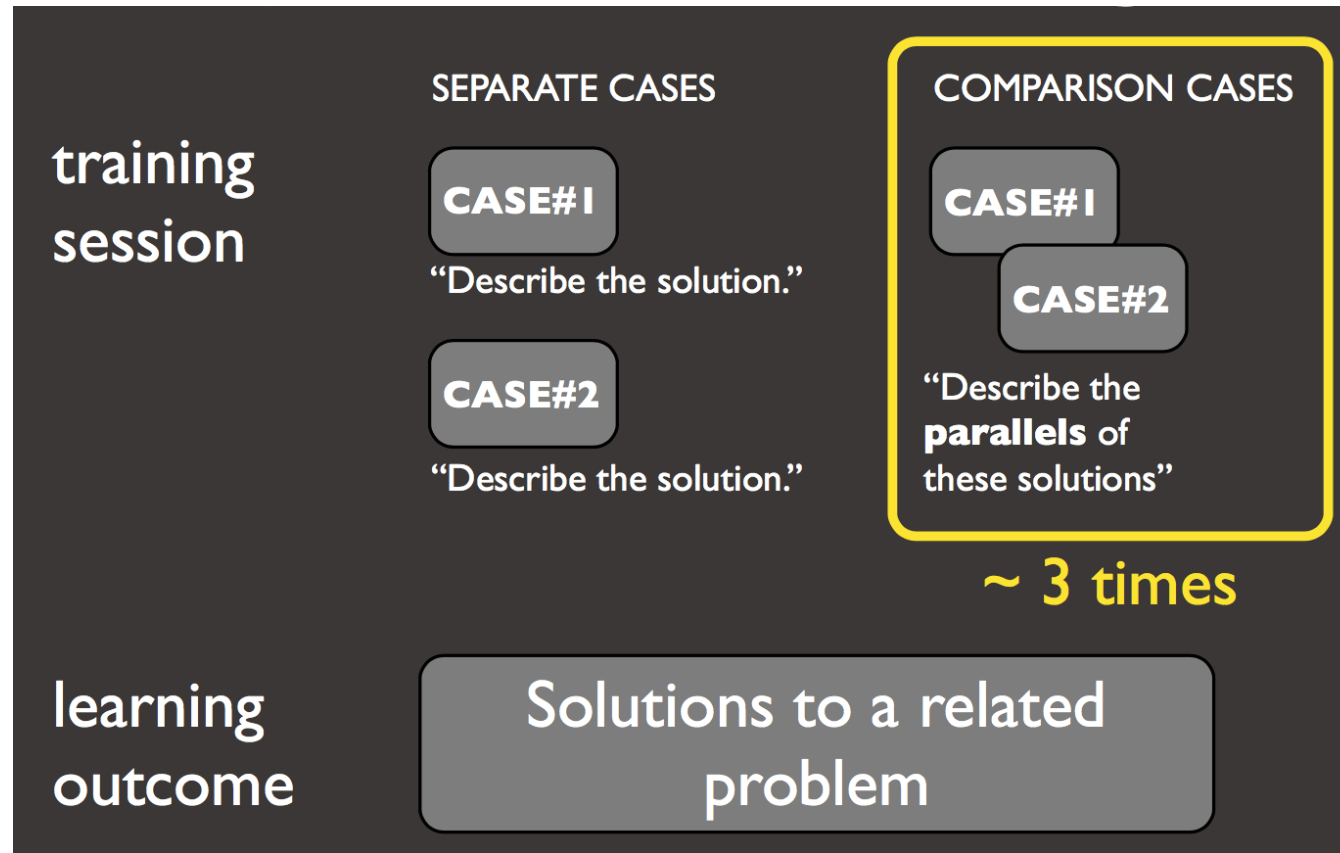 SEPARATE CASES
COMPARISON CASES
training
session
CASE#1
"Describe the solution."
CASE#2
"Describe the solution."
CASE#1
CASE#2
"Describe the
parallels of
these solutions"
~ 3 times
learning
outcome
Solutions to a related
problem